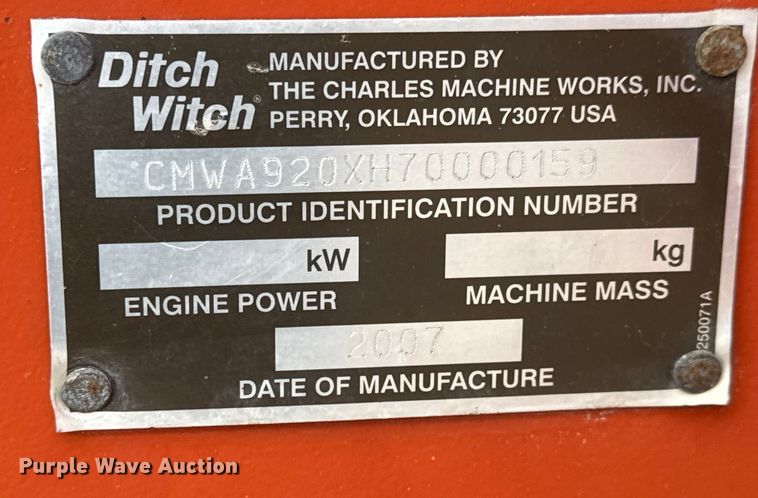 Ditch
Witch®
MANUFACTURED BY
THE CHARLES MACHINE WORKS, INC.
PERRY, OKLAHOMA 73077 USA
CMWA920XH70000159
PRODUCT IDENTIFICATION NUMBER
kW
ENGINE POWER
kg
MACHINE MASS
2007
DATE OF MANUFACTURE
250071A
Purple Wave Auction